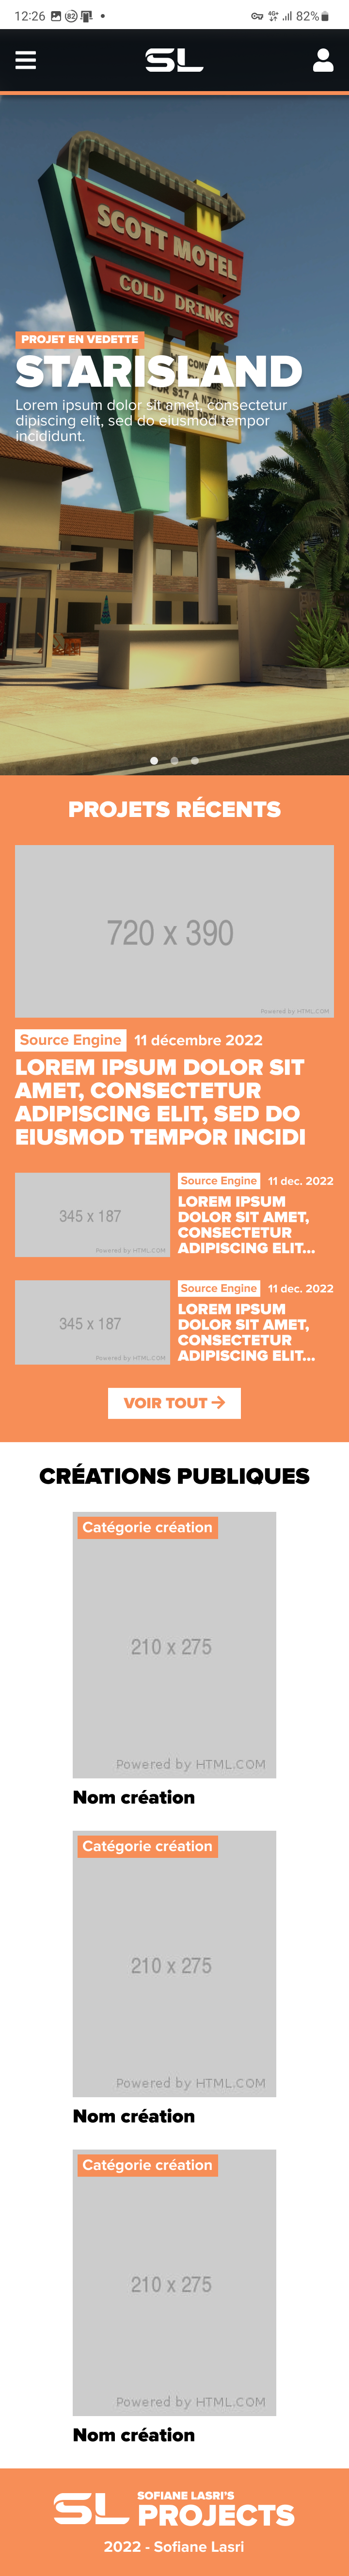 12:26
82
4G+
82%
SL
SCOTT MOTEL
COLD DRINKS
PROJET EN VEDETTE
STARISLAND
Lorem ipsum dolor sit amet, consectetur
dipiscing elit, sed do eiusmod tempor
incididunt.
PROJETS RÉCENTS
720 x 390
Powered by HTML.COM
Source Engine 11 décembre 2022
LOREM IPSUM DOLOR SIT
AMET, CONSECTETUR
ADIPISCING ELIT, SED DO
EIUSMOD TEMPOR INCIDI
345 x 187
Powered by HTML.COM
Source Engine 11 dec. 2022
LOREM IPSUM
DOLOR SIT AMET,
CONSECTETUR
ADIPISCING ELIT...
345 x 187
Powered by HTML.COM
Source Engine 11 dec. 2022
LOREM IPSUM
DOLOR SIT AMET,
CONSECTETUR
ADIPISCING ELIT...
VOIR TOUT →
CRÉATIONS PUBLIQUES
Catégorie création
210 x 275
Powered by HTML.COM
Nom création
Catégorie création
210 x 275
Powered by HTML.COM
Nom création
Catégorie création
210 x 275
Powered by HTML.COM
Nom création
SL
SOFIANE LASRI'S
PROJECTS
2022 - Sofiane Lasri